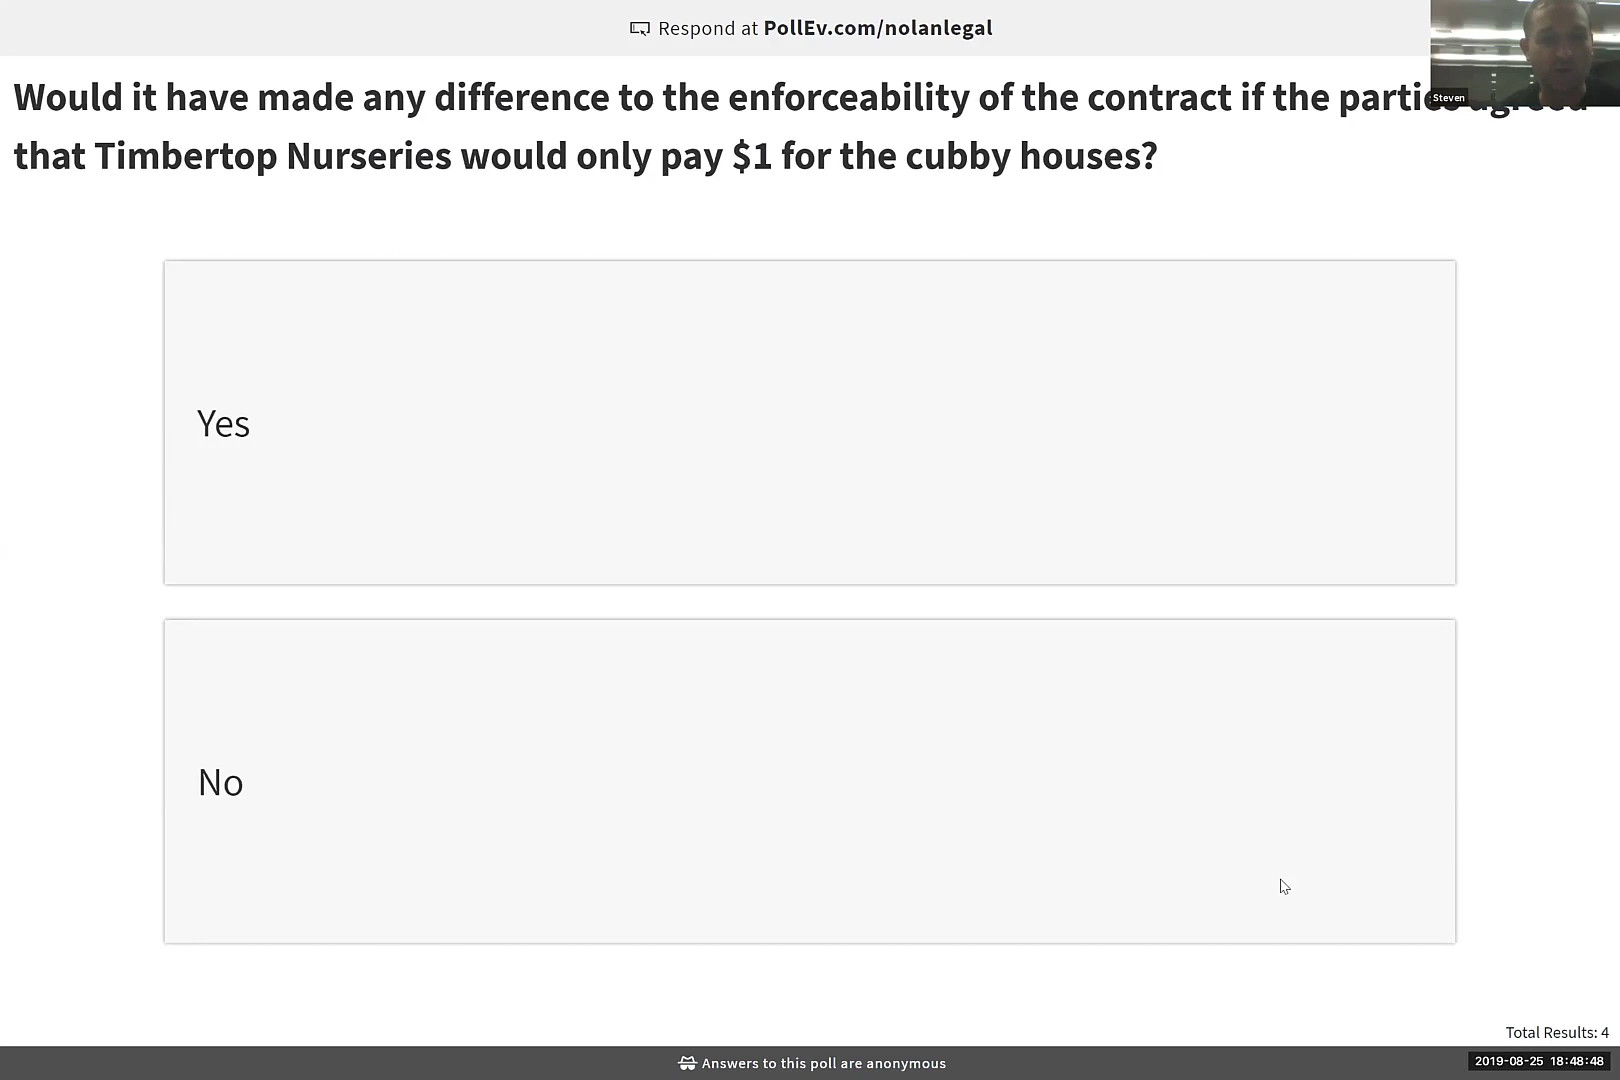 Respond at PollEv.com/nolanlegal
Would it have made any difference to the enforceability of the contract if the
that Timbertop Nurseries would only pay $1 for the cubby houses?
Steven
Yes
No
Total Results: 4
Answers to this poll are anonymous
2019-08-25 18:48:48